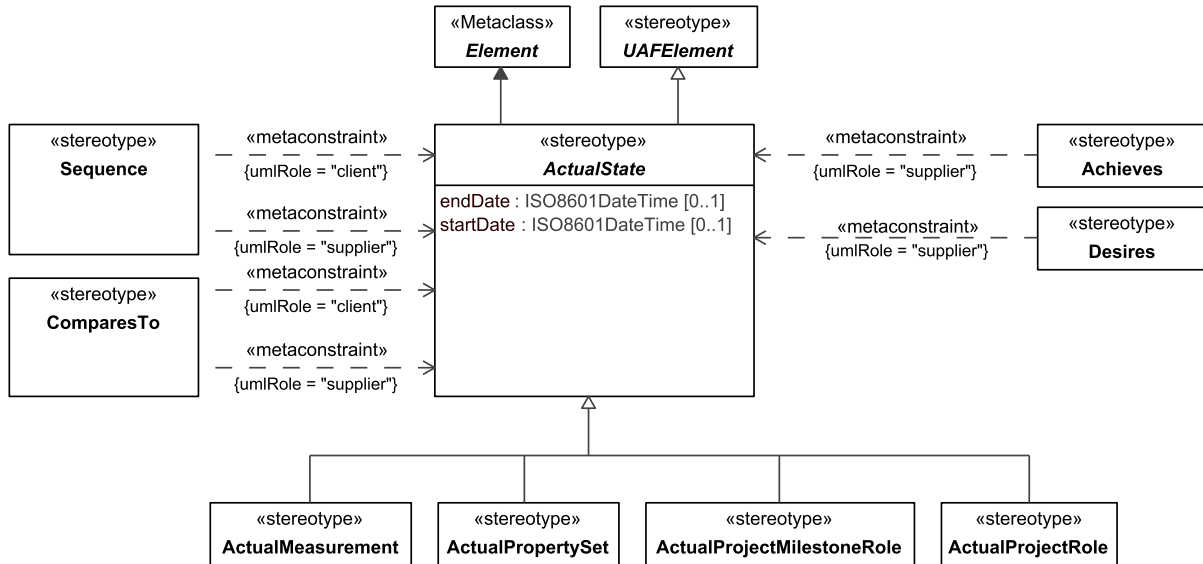 «Metaclass»
Element
«stereotype»
UAFElement
«stereotype»
Sequence
«metaconstraint»
{umlRole = "client"}
«metaconstraint»
{umlRole = "supplier"}
«stereotype»
ComparesTo
«metaconstraint»
{umlRole = "client"}
«metaconstraint»
{umlRole = "supplier"}
«stereotype»
ActualState
endDate : ISO8601DateTime [0..1]
startDate : ISO8601DateTime [0..1]
«metaconstraint»
{umlRole = "supplier"}
«stereotype»
Achieves
«metaconstraint»
{umlRole = "supplier"}
«stereotype»
Desires
«stereotype»
ActualMeasurement
«stereotype»
ActualPropertySet
«stereotype»
ActualProjectMilestoneRole
«stereotype»
ActualProjectRole